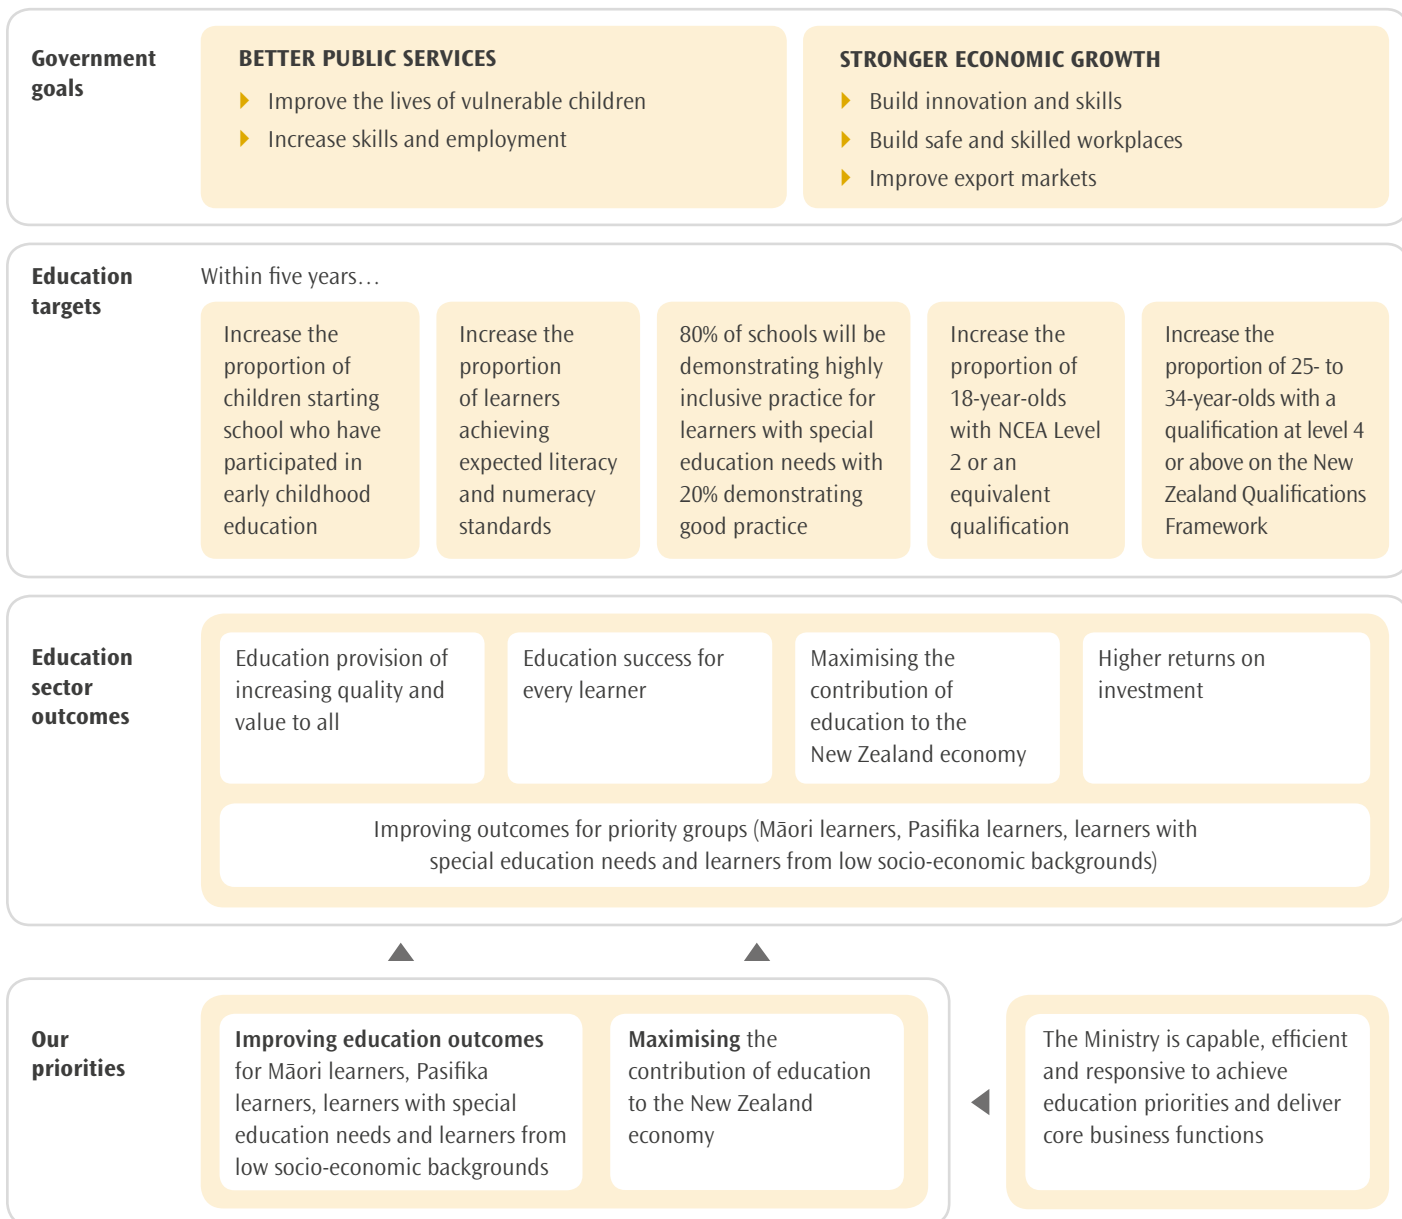 Government
goals
BETTER PUBLIC SERVICES
Improve the lives of vulnerable children
Increase skills and employment
STRONGER ECONOMIC GROWTH
Build innovation and skills
Build safe and skilled workplaces
Improve export markets
Education
targets
Within five years…
Increase the
proportion of
children starting
school who have
participated in
early childhood
education
Increase the
proportion
of learners
achieving
expected literacy
and numeracy
standards
80% of schools will be
demonstrating highly
inclusive practice for
learners with special
education needs with
20% demonstrating
good practice
Increase the
proportion of
18-year-olds
with NCEA Level
2 or an
equivalent
qualification
Increase the
proportion of 25- to
34-year-olds with a
qualification at level 4
or above on the New
Zealand Qualifications
Framework
Education
sector
outcomes
Education provision of
increasing quality and
value to all
Education success for
every learner
Maximising the
contribution of
education to the
New Zealand economy
Higher returns on
investment
Improving outcomes for priority groups (Māori learners, Pasifika learners, learners with
special education needs and learners from low socio-economic backgrounds)
Our
priorities
Improving education outcomes
for Māori learners, Pasifika
learners, learners with special
education needs and learners from
low socio-economic backgrounds
Maximising the
contribution of education
to the New Zealand
economy
The Ministry is capable, efficient
and responsive to achieve
education priorities and deliver
core business functions